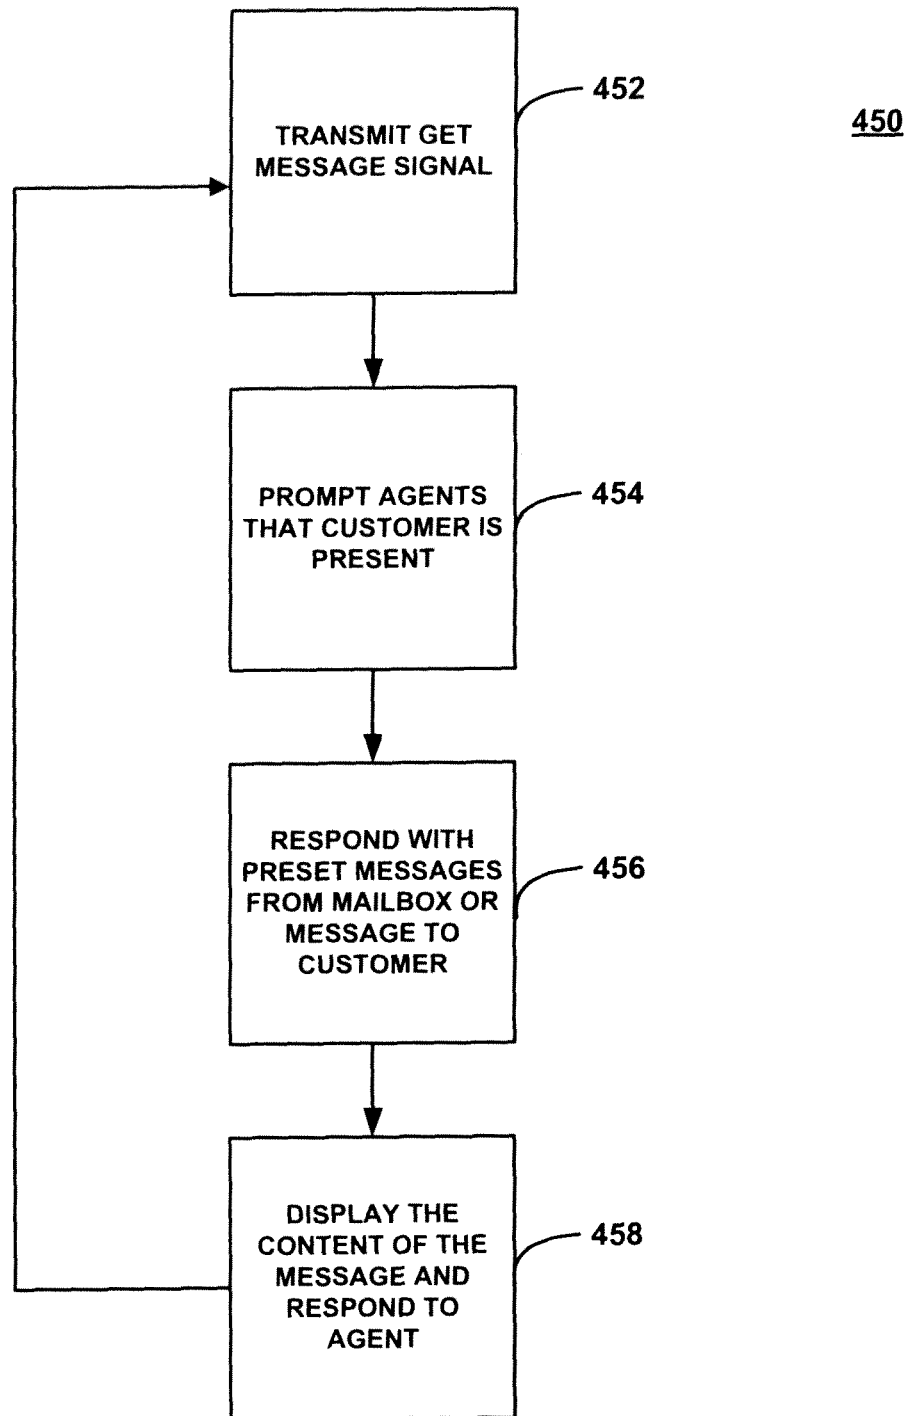 452
450
TRANSMIT GET
MESSAGE SIGNAL
454
PROMPT AGENTS
THAT CUSTOMER IS
PRESENT
456
RESPOND WITH
PRESET MESSAGES
FROM MAILBOX OR
MESSAGE TO
CUSTOMER
458
DISPLAY THE
CONTENT OF THE
MESSAGE AND
RESPOND TO
AGENT